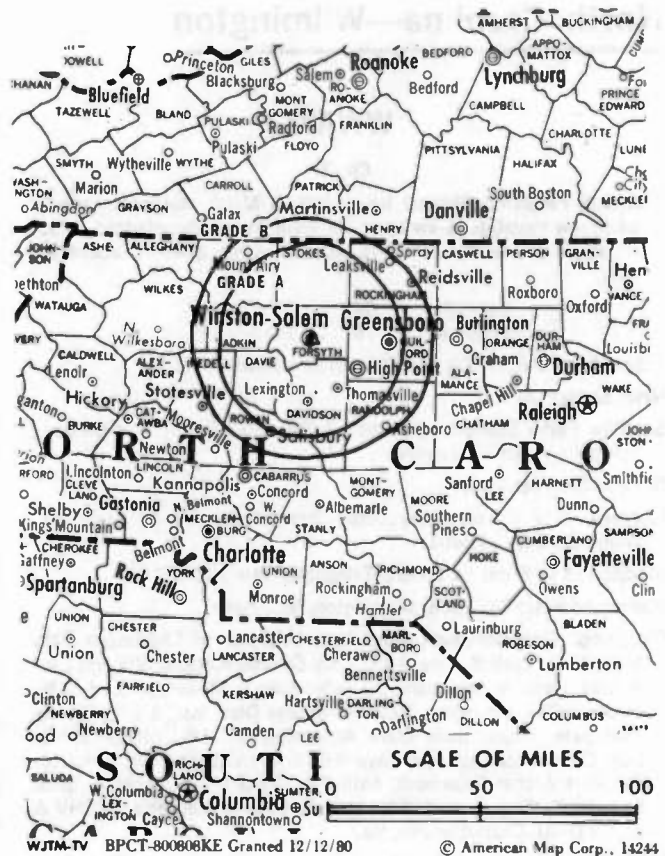 AMHERST BUCKINGHAM
Princeton GILES Roanoke BEDFORD APPO-
MATTOX
Bluefield Blacksburg Salem RO-
ANOKE Bedford Lynchburg PRINCE
EDWARD
TAZEWELL BLAND MONT
GOMERY Radford FRANKLIN CAMPBELL
PULASKI Pulaski FLOYD CHARLOTTE
SMYTH Wytheville WYTHE PITTSYLVANIA HALIFAX
Marion CARROLL PATRICK
Abingdon GRAYSON Galax Martinsville HENRY Danville South Boston
GRADE B
JOHN-
SON ASHE ALLEGHANY Mount Airy STOKES Leaksville Spray CASWELL PERSON GRAN-
VILLE
GRADE A
WATAUGA WILKES ROCKINGHAM Reidsville Roxboro Oxford VANCE
Winston-Salem Greensboro Burlington
N.
Wilkesboro YADKIN FORSYTH GUIL-
FORD ORANGE DUR-
HAM
CALDWELL ALEX-
ANDER IREDELL DAVIE High Point ALA-
MANCE Graham Durham
Lenoir Statesville Lexington Thomasville Chapel Hill WAKE
Hickory Mooresville DAVIDSON RANDOLPH Raleigh
BURKE CAT-
AWBA ROWAN Salisbury Asheboro CHATHAM
Newton
ORTH CARO
Lincolnton LINCOLN CABARRUS MONT-
GOMERY Sanford LEE HARNETT
CLEVE
LAND Kannapolis Concord MOORE
Shelby Gastonia N. Belmont W.
Concord Albemarle Southern
Pines Dunn
Kings Mountain MECKLEN
BURG STANLY CUMBERLAND
CHEROKEE Belmont Charlotte HOKE Fayetteville
Gaffney YORK UNION ANSON RICHMOND
Spartanburg Rock Hill Monroe Rockingham SCOT-
LAND Owens
Hamlet
UNION CHESTER Lancaster CHESTERFIELD MARL-
BORO Laurinburg BLADEN
Union Chester LANCASTER Cheraw ROBESON
Bennettsville Lumberton
FAIRFIELD KERSHAW Dillon
Clinton Hartsville DARLING
TON
NEWBERRY Darlington DILLON COLUMBUS
Newberry Camden LEE
SOUT
SALUDA RICH-
LAND
W. Columbia Columbia SUMTER
LEX-
INGTON Cayce Shannontown
SCALE OF MILES
0 50 100
WJTM-TV BPCT-800808KE Granted 12/12/80 © American Map Corp., 14244